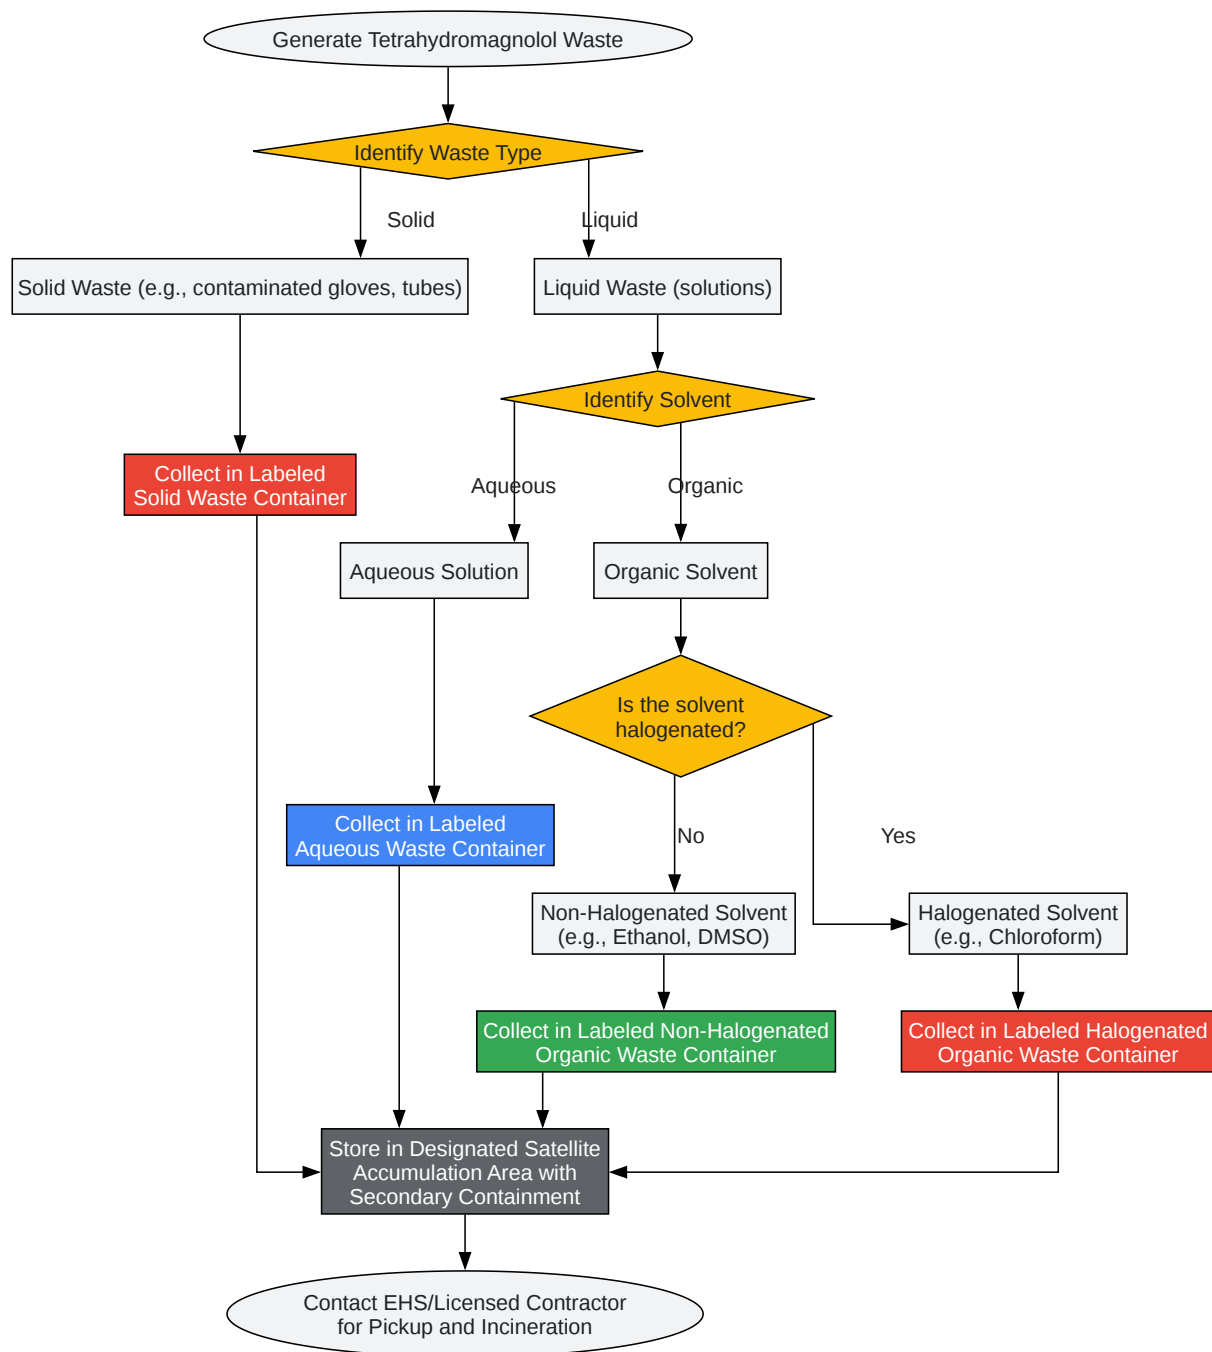 Generate Tetrahydromagnolol Waste
Identify Waste Type
Solid
Liquid
Solid Waste (e.g., contaminated gloves, tubes)
Liquid Waste (solutions)
Identify Solvent
Collect in Labeled
Solid Waste Container
Aqueous
Organic
Aqueous Solution
Organic Solvent
Is the solvent
halogenated?
Collect in Labeled
Aqueous Waste Container
No
Yes
Non-Halogenated Solvent
(e.g., Ethanol, DMSO)
Halogenated Solvent
(e.g., Chloroform)
Collect in Labeled Non-Halogenated
Organic Waste Container
Collect in Labeled Halogenated
Organic Waste Container
Store in Designated Satellite
Accumulation Area with
Secondary Containment
Contact EHS/Licensed Contractor
for Pickup and Incineration